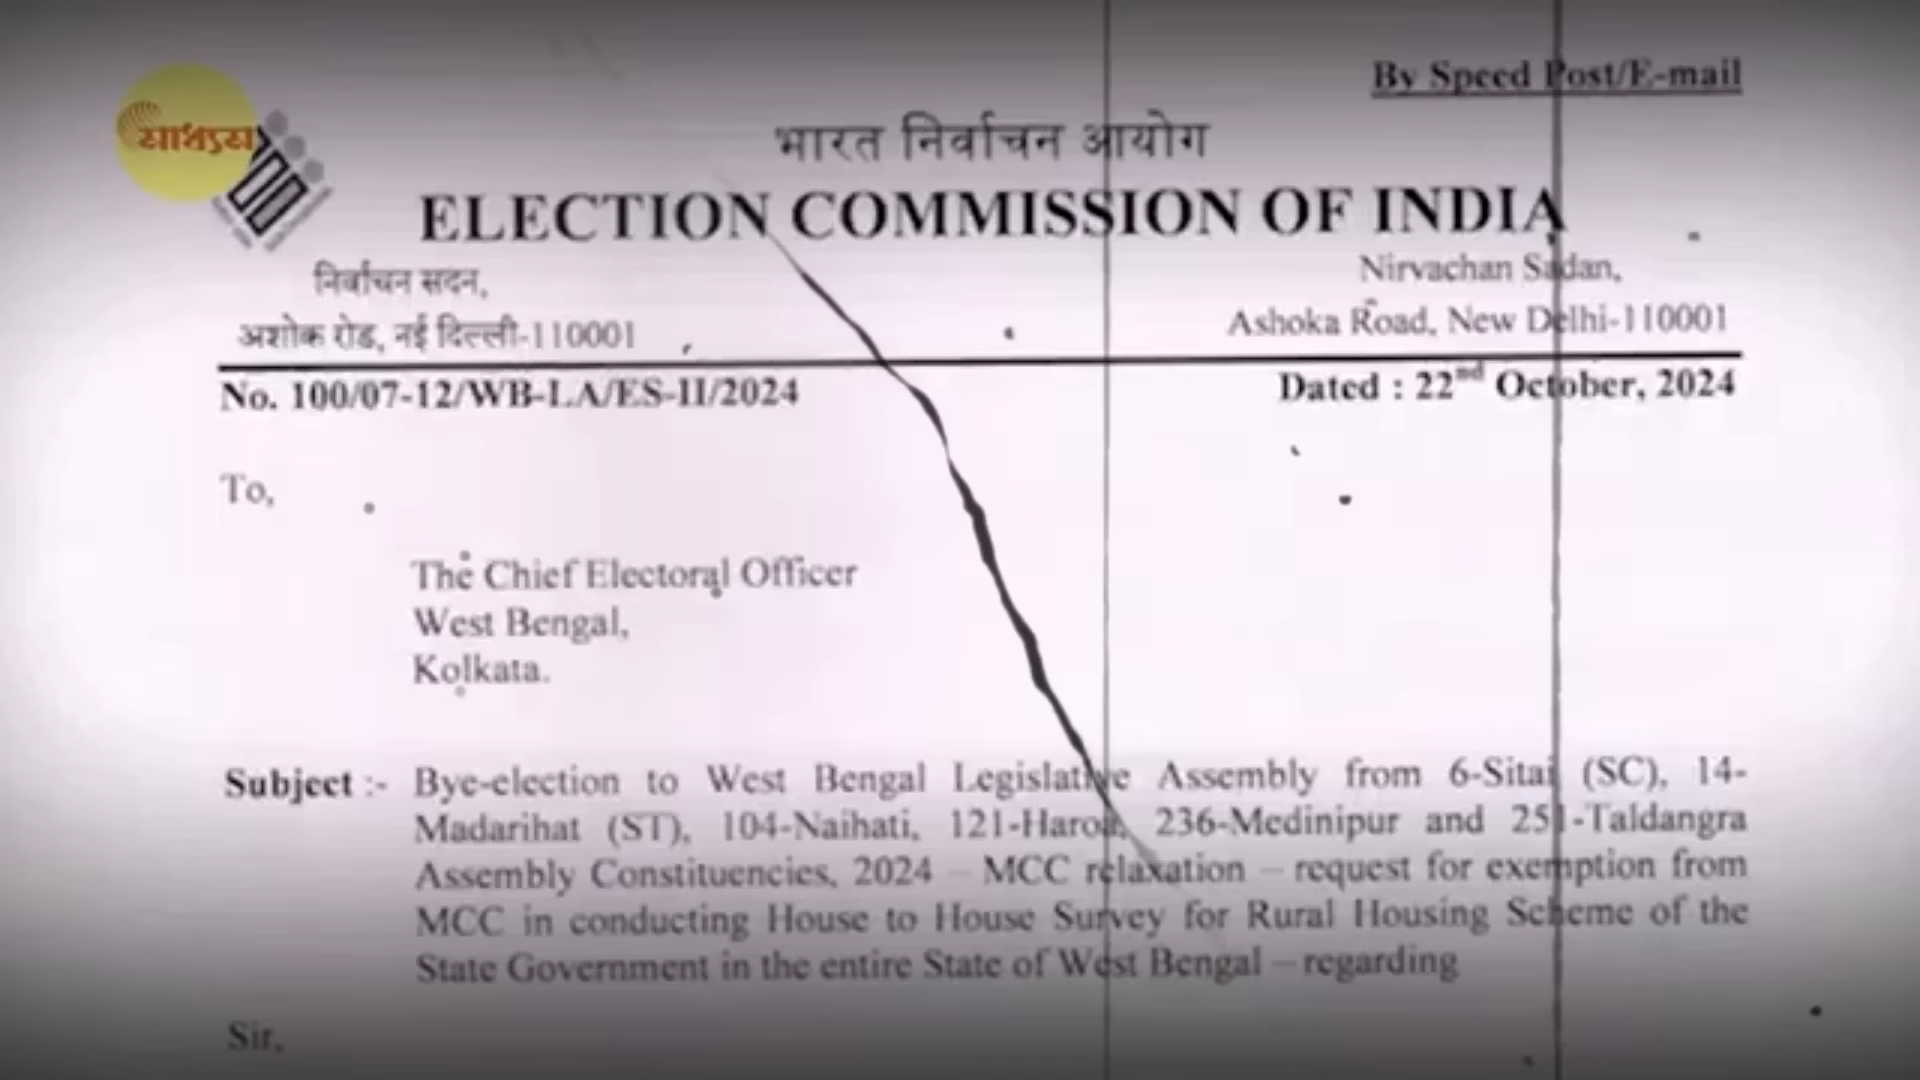 By Speed Post/E-mail
माध्यम
भारत निर्वाचन आयोग
ELECTION COMMISSION OF INDIA
निर्वाचन सदन,
Nirvachan Sadan,
अशोक रोड, नई दिल्ली-110001
Ashoka Road, New Delhi-110001
No. 100/07-12/WB-LA/ES-II/2024
Dated : 22nd October, 2024
To,
The Chief Electoral Officer
West Bengal,
Kolkata.
Subject :- Bye-election to West Bengal Legislative Assembly from 6-Sitai (SC), 14-
Madarihat (ST), 104-Naihati, 121-Haroa, 236-Medinipur and 251-Taldangra
Assembly Constituencies, 2024 – MCC relaxation – request for exemption from
MCC in conducting House to House Survey for Rural Housing Scheme of the
State Government in the entire State of West Bengal – regarding
Sir,